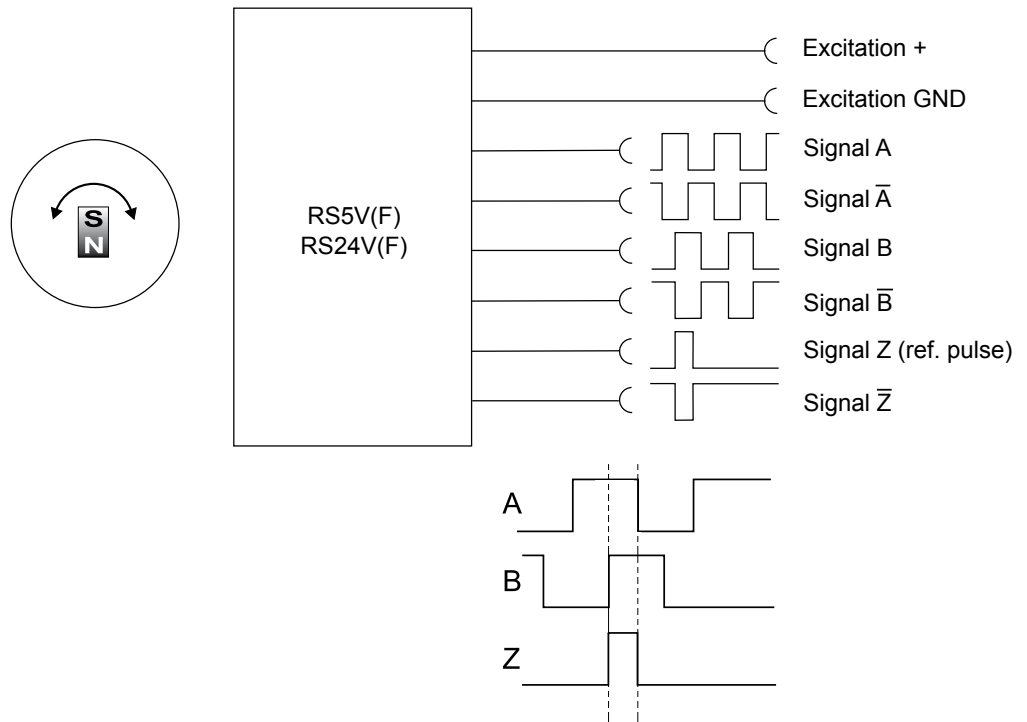 Excitation +
Excitation GND
Signal A
Signal A̅
Signal B
Signal B̅
Signal Z (ref. pulse)
Signal Z̅
RS5V(F)
RS24V(F)
S
N
A
B
Z